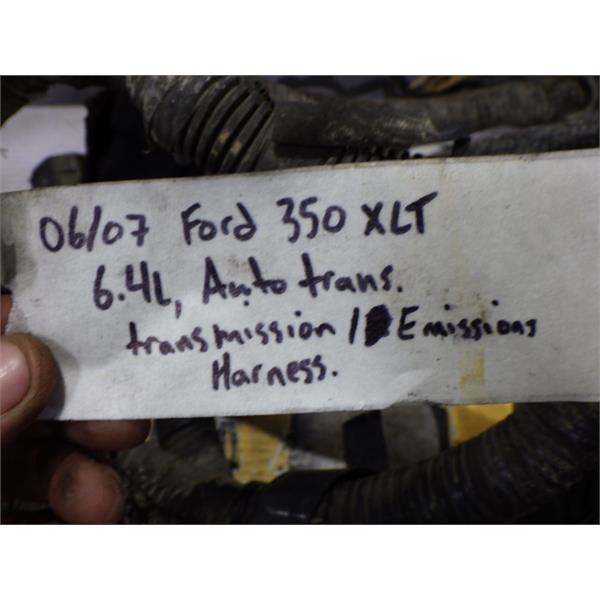 06/07 Ford 350 XLT
6.4L, Auto trans.
transmission / Emissions
Harness.